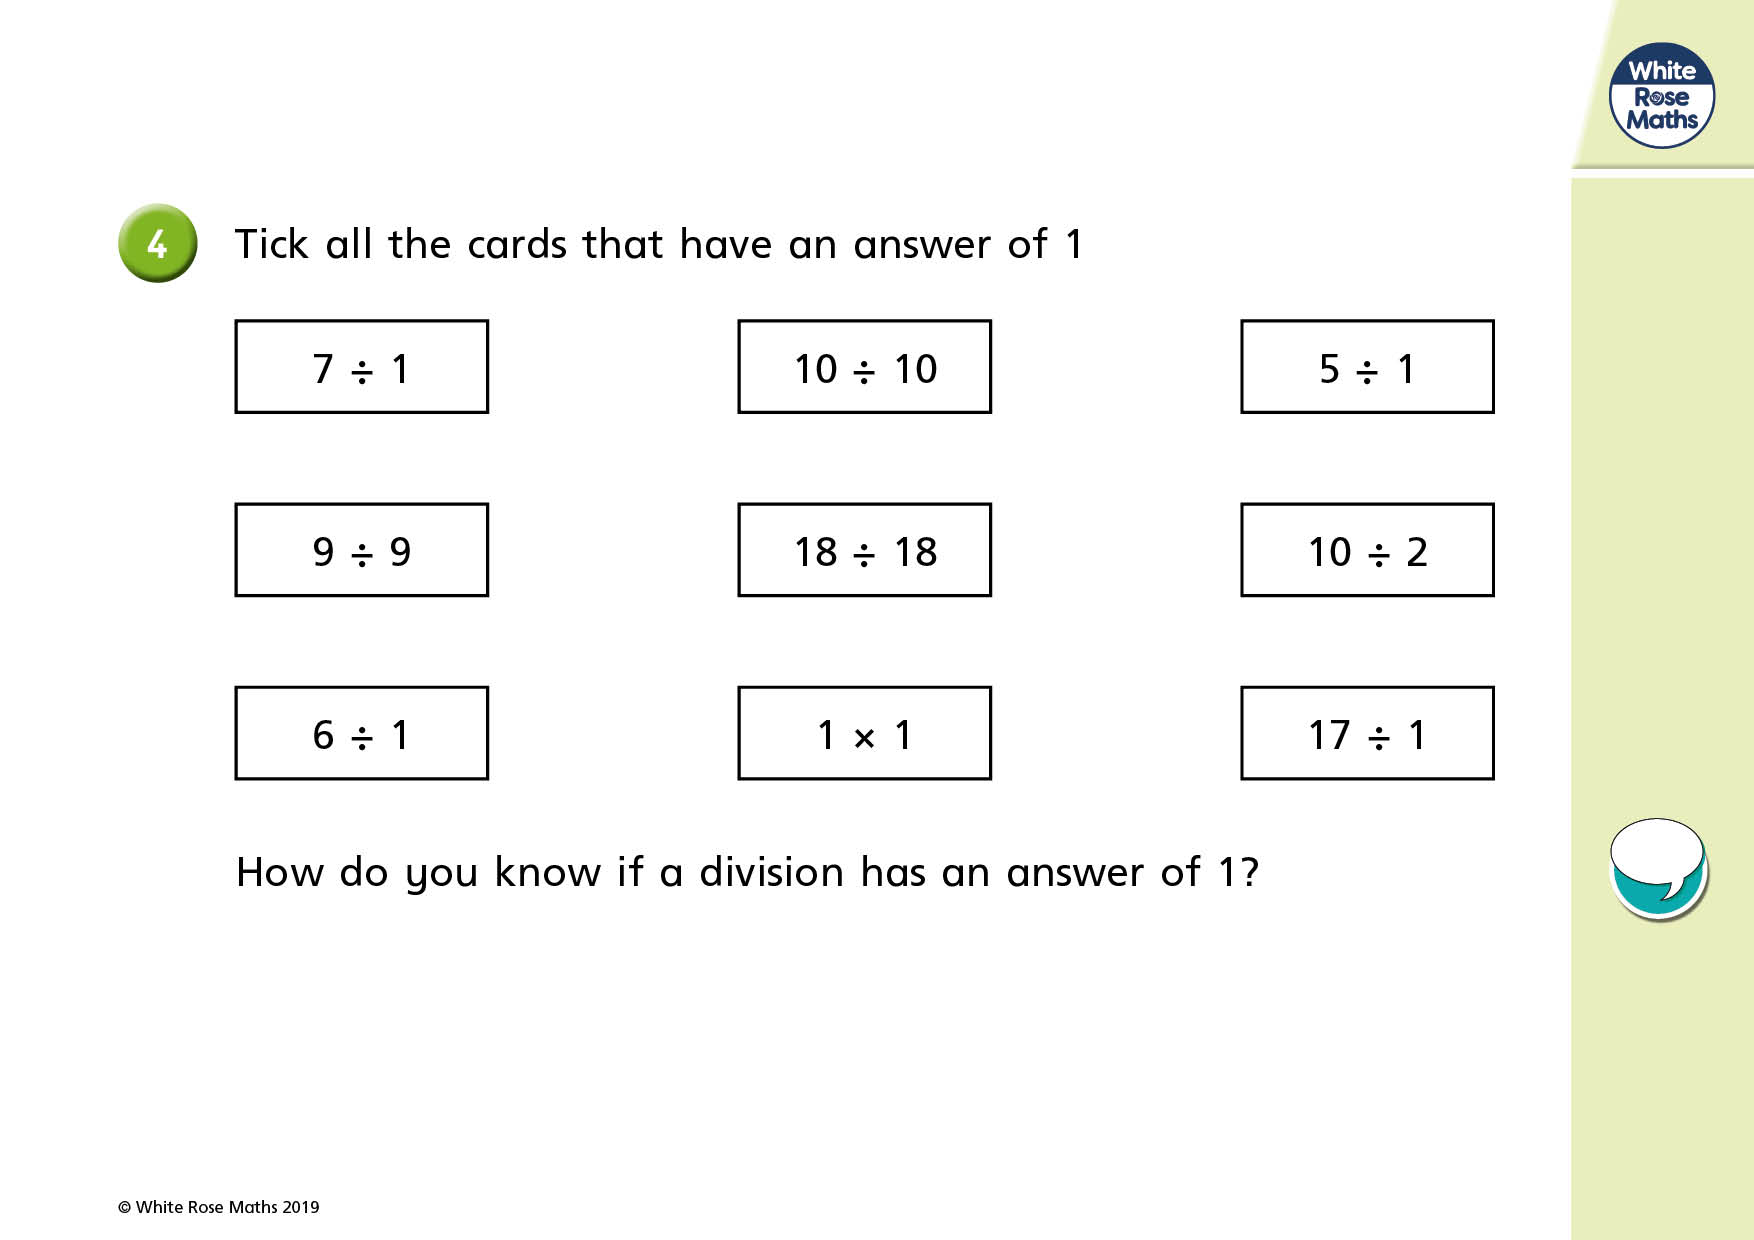 White
Rose
Maths
4 Tick all the cards that have an answer of 1
7 ÷ 1
10 ÷ 10
5 ÷ 1
9 ÷ 9
18 ÷ 18
10 ÷ 2
6 ÷ 1
1 × 1
17 ÷ 1
How do you know if a division has an answer of 1?
© White Rose Maths 2019